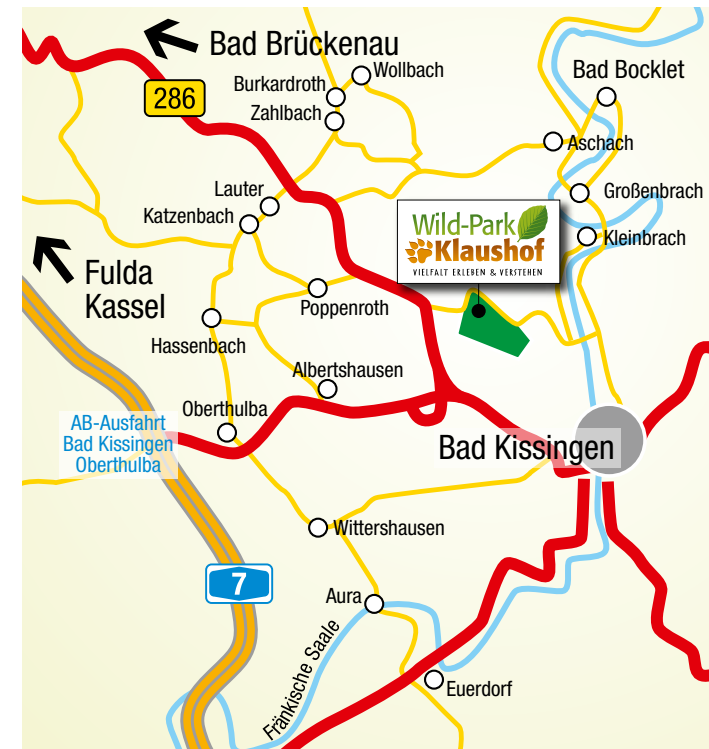 Bad Brückenau
Wollbach
Burkardroth
Bad Bocklet
286
Zahlbach
Aschach
Lauter
Großenbrach
Katzenbach
Wild-Park
Klaushof
VIELFALT ERLEBEN & VERSTEHEN
Kleinbrach
Fulda
Kassel
Poppenroth
Hassenbach
Albertshausen
Oberthulba
AB-Ausfahrt
Bad Kissingen
Oberthulba
Bad Kissingen
Wittershausen
7
Aura
Fränkische Saale
Euerdorf